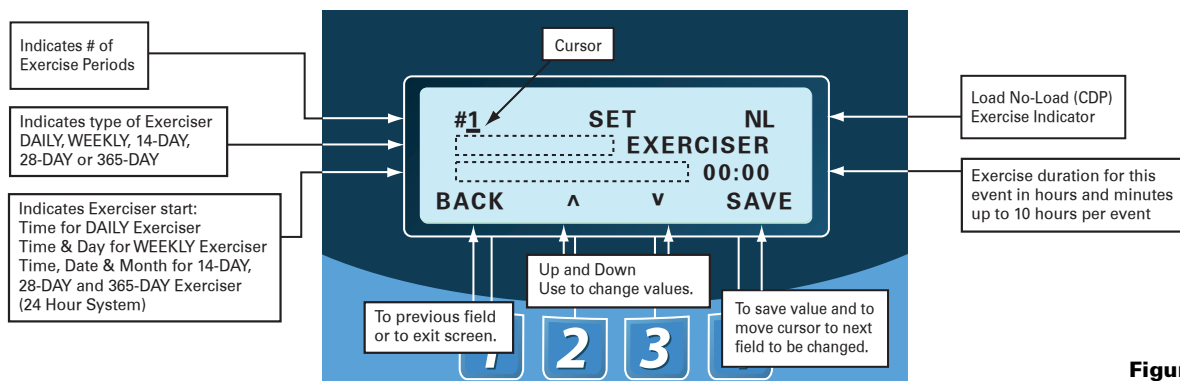 Indicates # of
Exercise Periods
Cursor
Indicates type of Exerciser
DAILY, WEEKLY, 14-DAY,
28-DAY or 365-DAY
Indicates Exerciser start:
Time for DAILY Exerciser
Time & Day for WEEKLY Exerciser
Time, Date & Month for 14-DAY,
28-DAY and 365-DAY Exerciser
(24 Hour System)
#1 SET NL
EXERCISER
00:00
BACK ∧ ∨ SAVE
Load No-Load (CDP)
Exercise Indicator
Exercise duration for this
event in hours and minutes
up to 10 hours per event
To previous field
or to exit screen.
Up and Down
Use to change values.
To save value and to
move cursor to next
field to be changed.
2 3